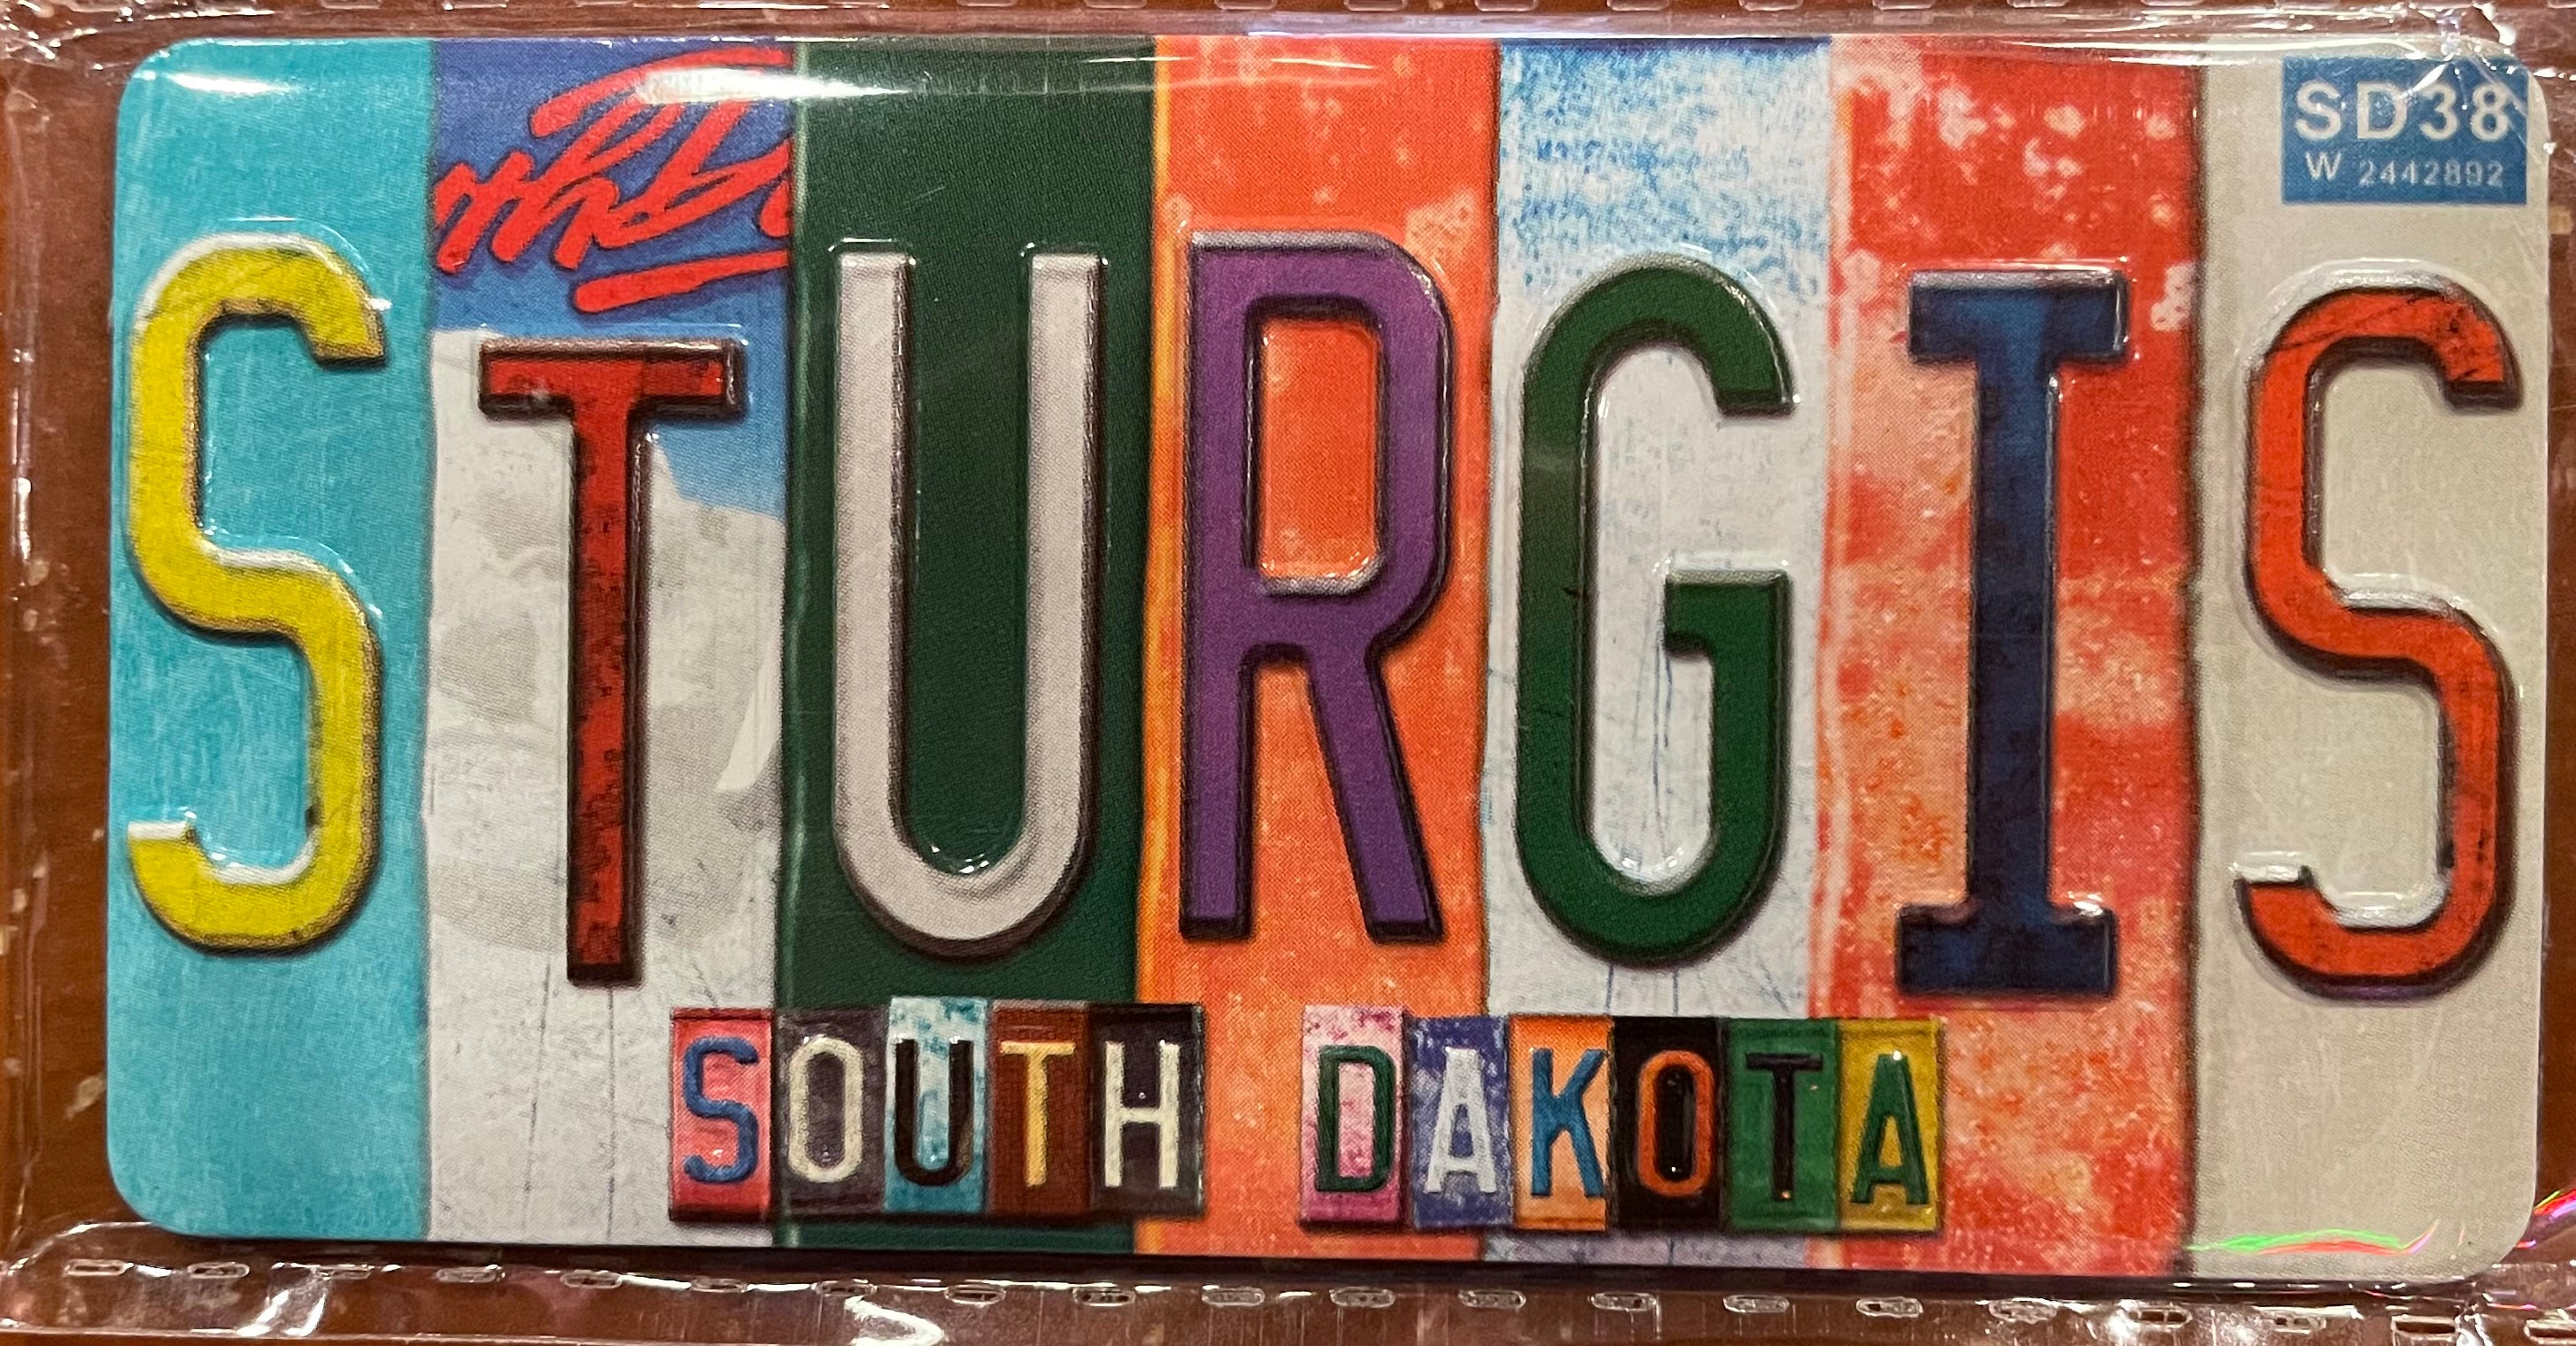 SD38
W 2442892
STURGIS
SOUTH DAKOTA